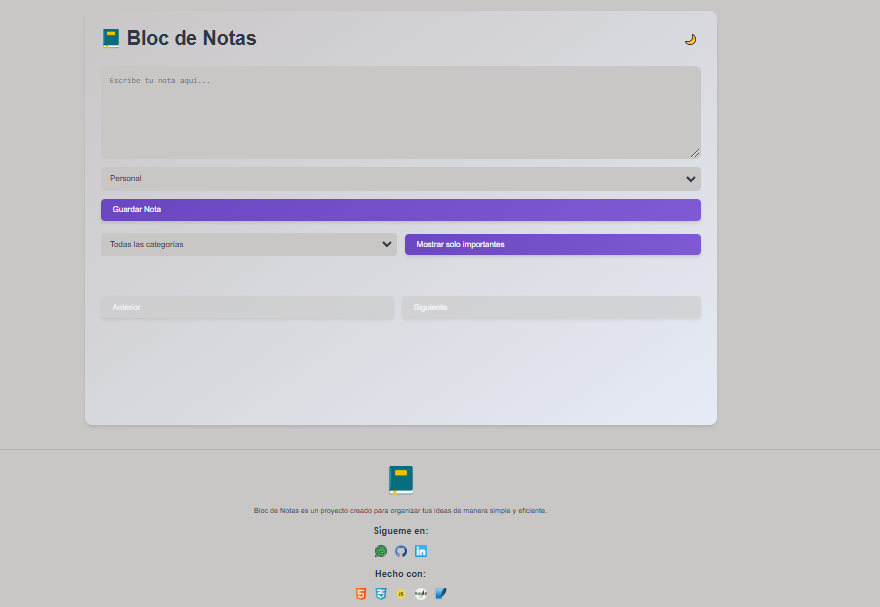 Bloc de Notas
Escribe tu nota aquí...
Personal
Guardar Nota
Todas las categorías
Mostrar solo importantes
Anterior
Siguiente
Bloc de Notas es un proyecto creado para organizar tus ideas de manera simple y eficiente.
Sígueme en:
in
Hecho con:
JS
node